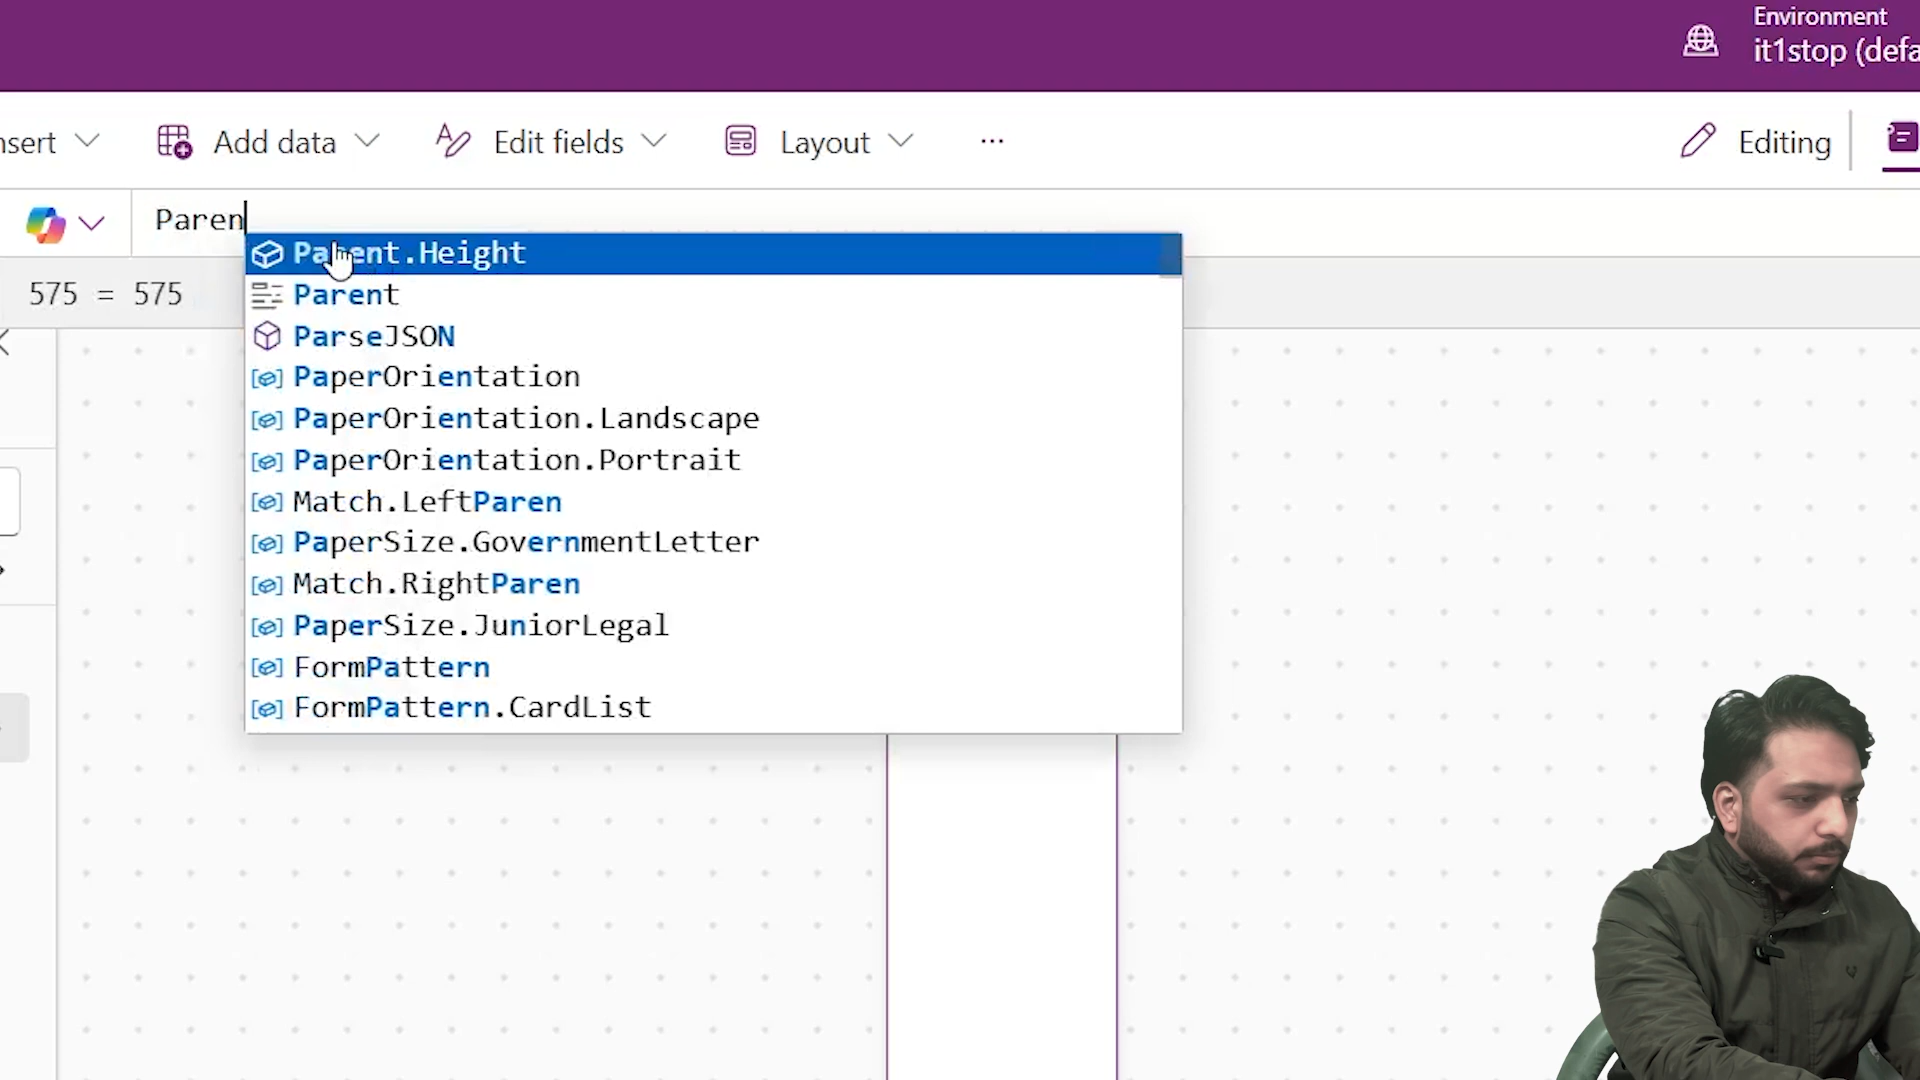 Environment
it1stop (defa
nsert
Add data
Edit fields
Layout
...
Editing
Paren
575 = 575
Parent.Height
Parent
ParseJSON
PaperOrientation
PaperOrientation.Landscape
PaperOrientation.Portrait
Match.LeftParen
PaperSize.GovernmentLetter
Match.RightParen
PaperSize.JuniorLegal
FormPattern
FormPattern.CardList